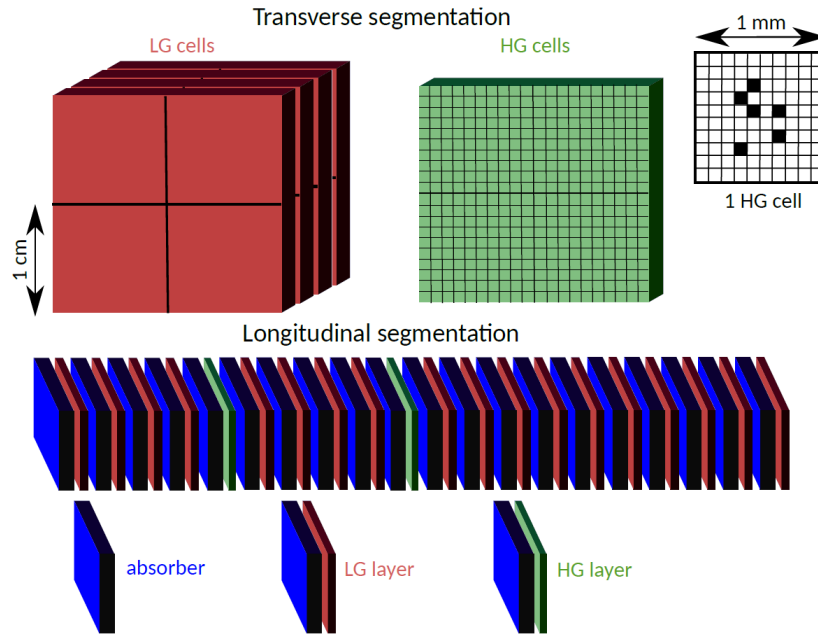 Transverse segmentation
LG cells
HG cells
1 mm
1 cm
1 HG cell
Longitudinal segmentation
absorber
LG layer
HG layer